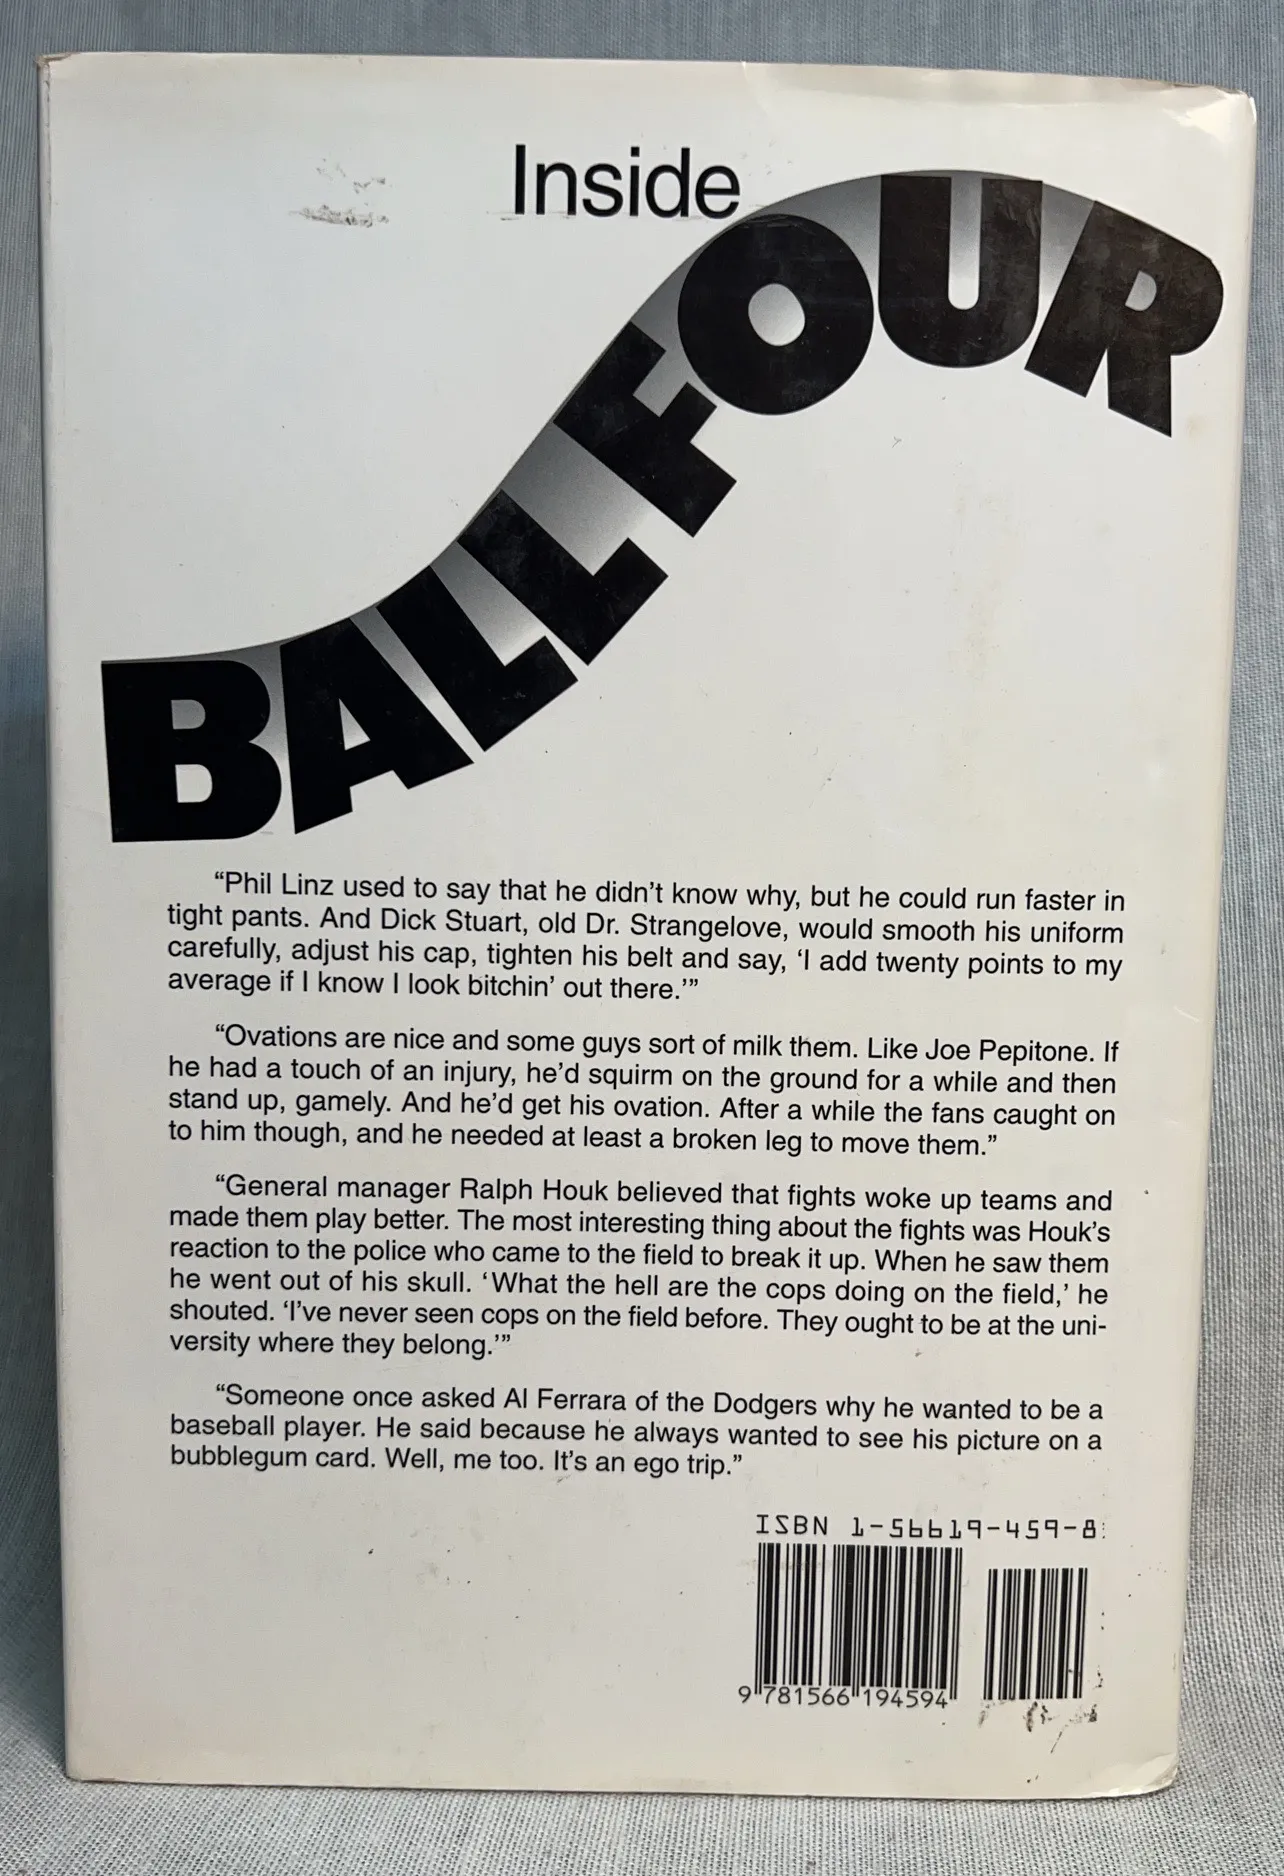 Inside
BALL FOUR
“Phil Linz used to say that he didn’t know why, but he could run faster in
tight pants. And Dick Stuart, old Dr. Strangelove, would smooth his uniform
carefully, adjust his cap, tighten his belt and say, ‘I add twenty points to my
average if I know I look bitchin’ out there.’”
“Ovations are nice and some guys sort of milk them. Like Joe Pepitone. If
he had a touch of an injury, he’d squirm on the ground for a while and then
stand up, gamely. And he’d get his ovation. After a while the fans caught on
to him though, and he needed at least a broken leg to move them.”
“General manager Ralph Houk believed that fights woke up teams and
made them play better. The most interesting thing about the fights was Houk’s
reaction to the police who came to the field to break it up. When he saw them
he went out of his skull. ‘What the hell are the cops doing on the field,’ he
shouted. ‘I’ve never seen cops on the field before. They ought to be at the uni-
versity where they belong.’”
“Someone once asked Al Ferrara of the Dodgers why he wanted to be a
baseball player. He said because he always wanted to see his picture on a
bubblegum card. Well, me too. It’s an ego trip.”
ISBN 1-56619-459-8
9 781566 194594